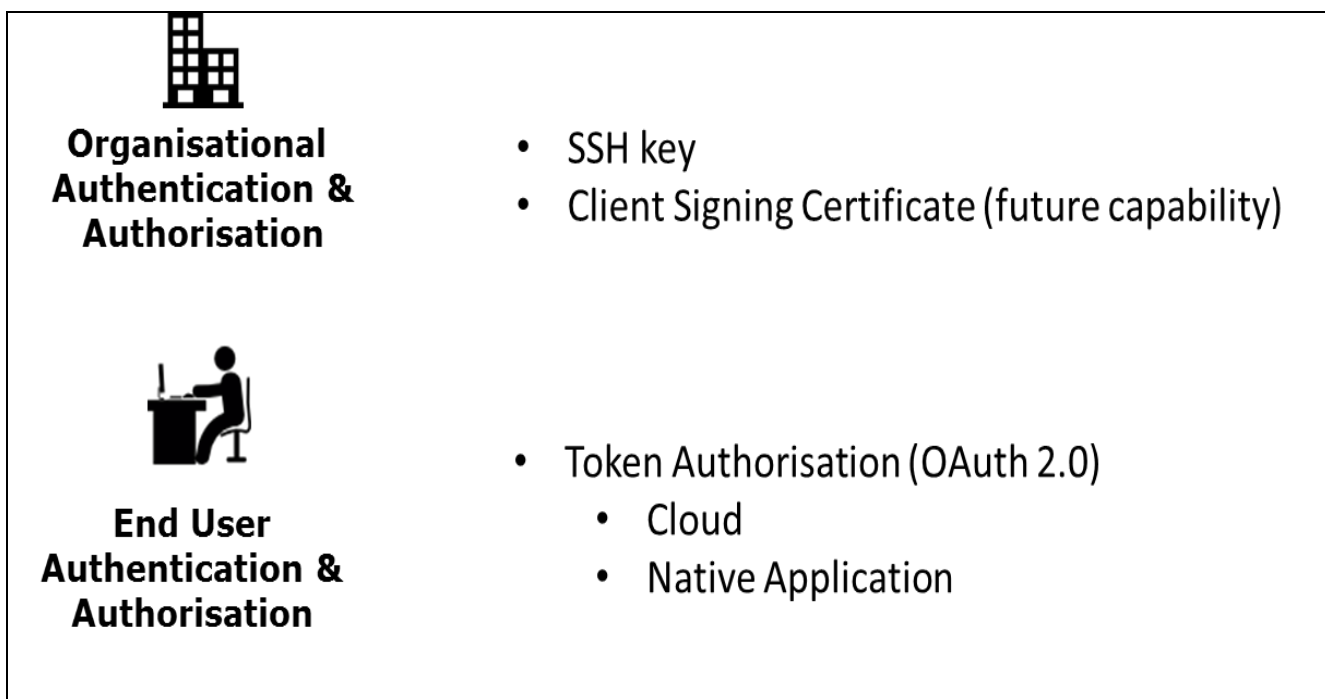 Organisational
Authentication &
Authorisation
• SSH key
• Client Signing Certificate (future capability)
End User
Authentication &
Authorisation
• Token Authorisation (OAuth 2.0)
• Cloud
• Native Application